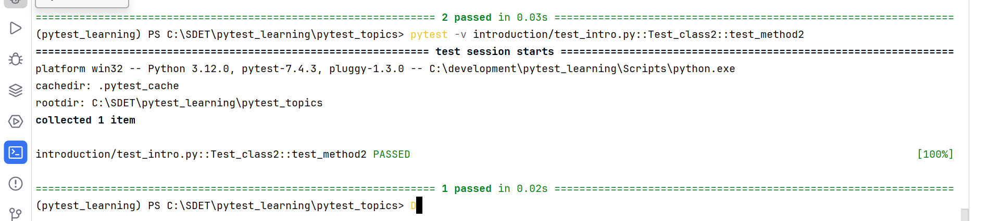 ============================================================== 2 passed in 0.03s ==============================================================
(pytest_learning) PS C:\SDET\pytest_learning\pytest_topics> pytest -v introduction/test_intro.py::Test_class2::test_method2
============================================================= test session starts =============================================================
platform win32 -- Python 3.12.0, pytest-7.4.3, pluggy-1.3.0 -- C:\development\pytest_learning\Scripts\python.exe
cachedir: .pytest_cache
rootdir: C:\SDET\pytest_learning\pytest_topics
collected 1 item
introduction/test_intro.py::Test_class2::test_method2 PASSED [100%]
============================================================== 1 passed in 0.02s ==============================================================
(pytest_learning) PS C:\SDET\pytest_learning\pytest_topics> D